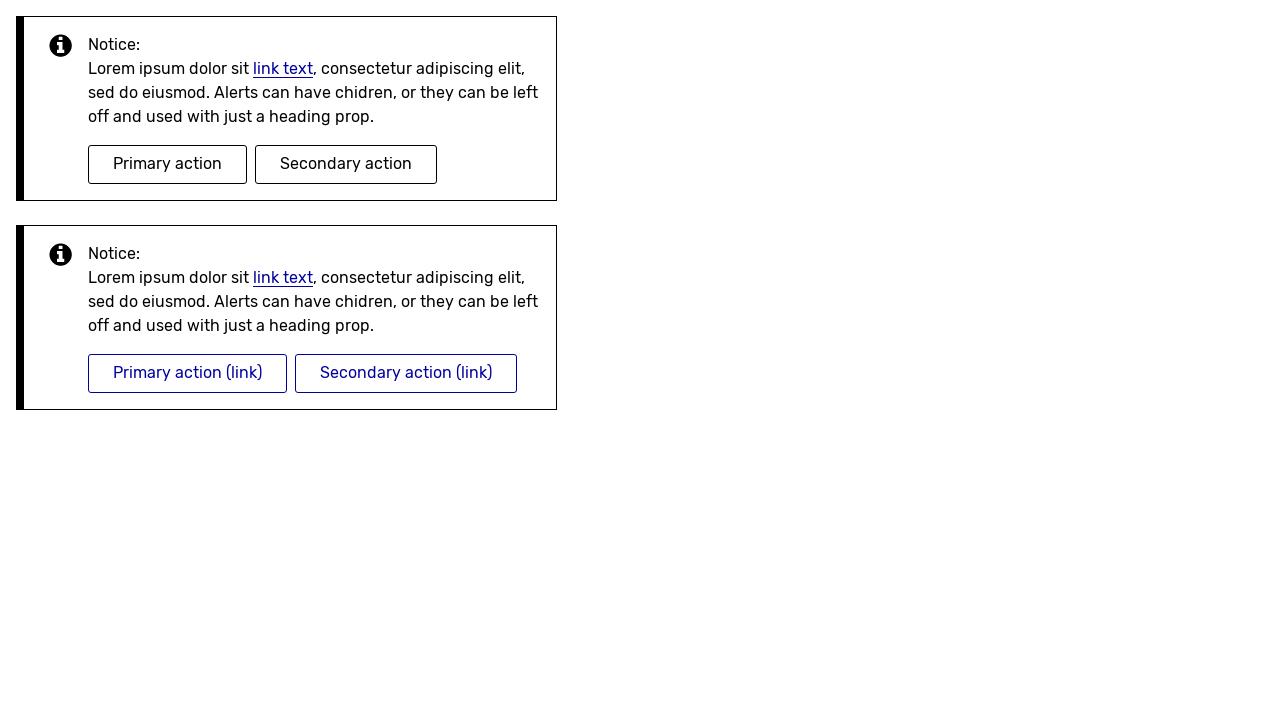 Notice:
Lorem ipsum dolor sit link text, consectetur adipiscing elit,
sed do eiusmod. Alerts can have chidren, or they can be left
off and used with just a heading prop.
Primary action Secondary action
Notice:
Lorem ipsum dolor sit link text, consectetur adipiscing elit,
sed do eiusmod. Alerts can have chidren, or they can be left
off and used with just a heading prop.
Primary action (link) Secondary action (link)